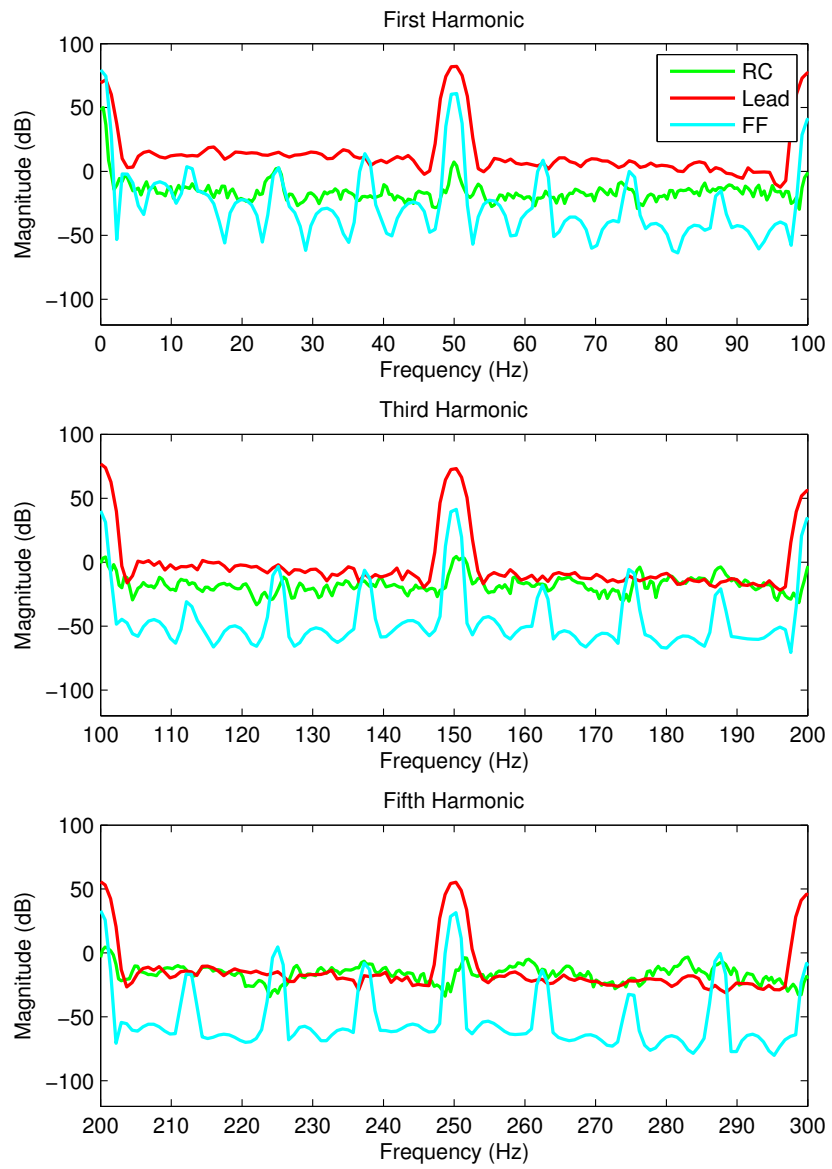 First Harmonic
100
50
0
−50
−100
Magnitude (dB)
RC
Lead
FF
0 10 20 30 40 50 60 70 80 90 100
Frequency (Hz)
Third Harmonic
100
50
0
−50
−100
Magnitude (dB)
100 110 120 130 140 150 160 170 180 190 200
Frequency (Hz)
Fifth Harmonic
100
50
0
−50
−100
Magnitude (dB)
200 210 220 230 240 250 260 270 280 290 300
Frequency (Hz)